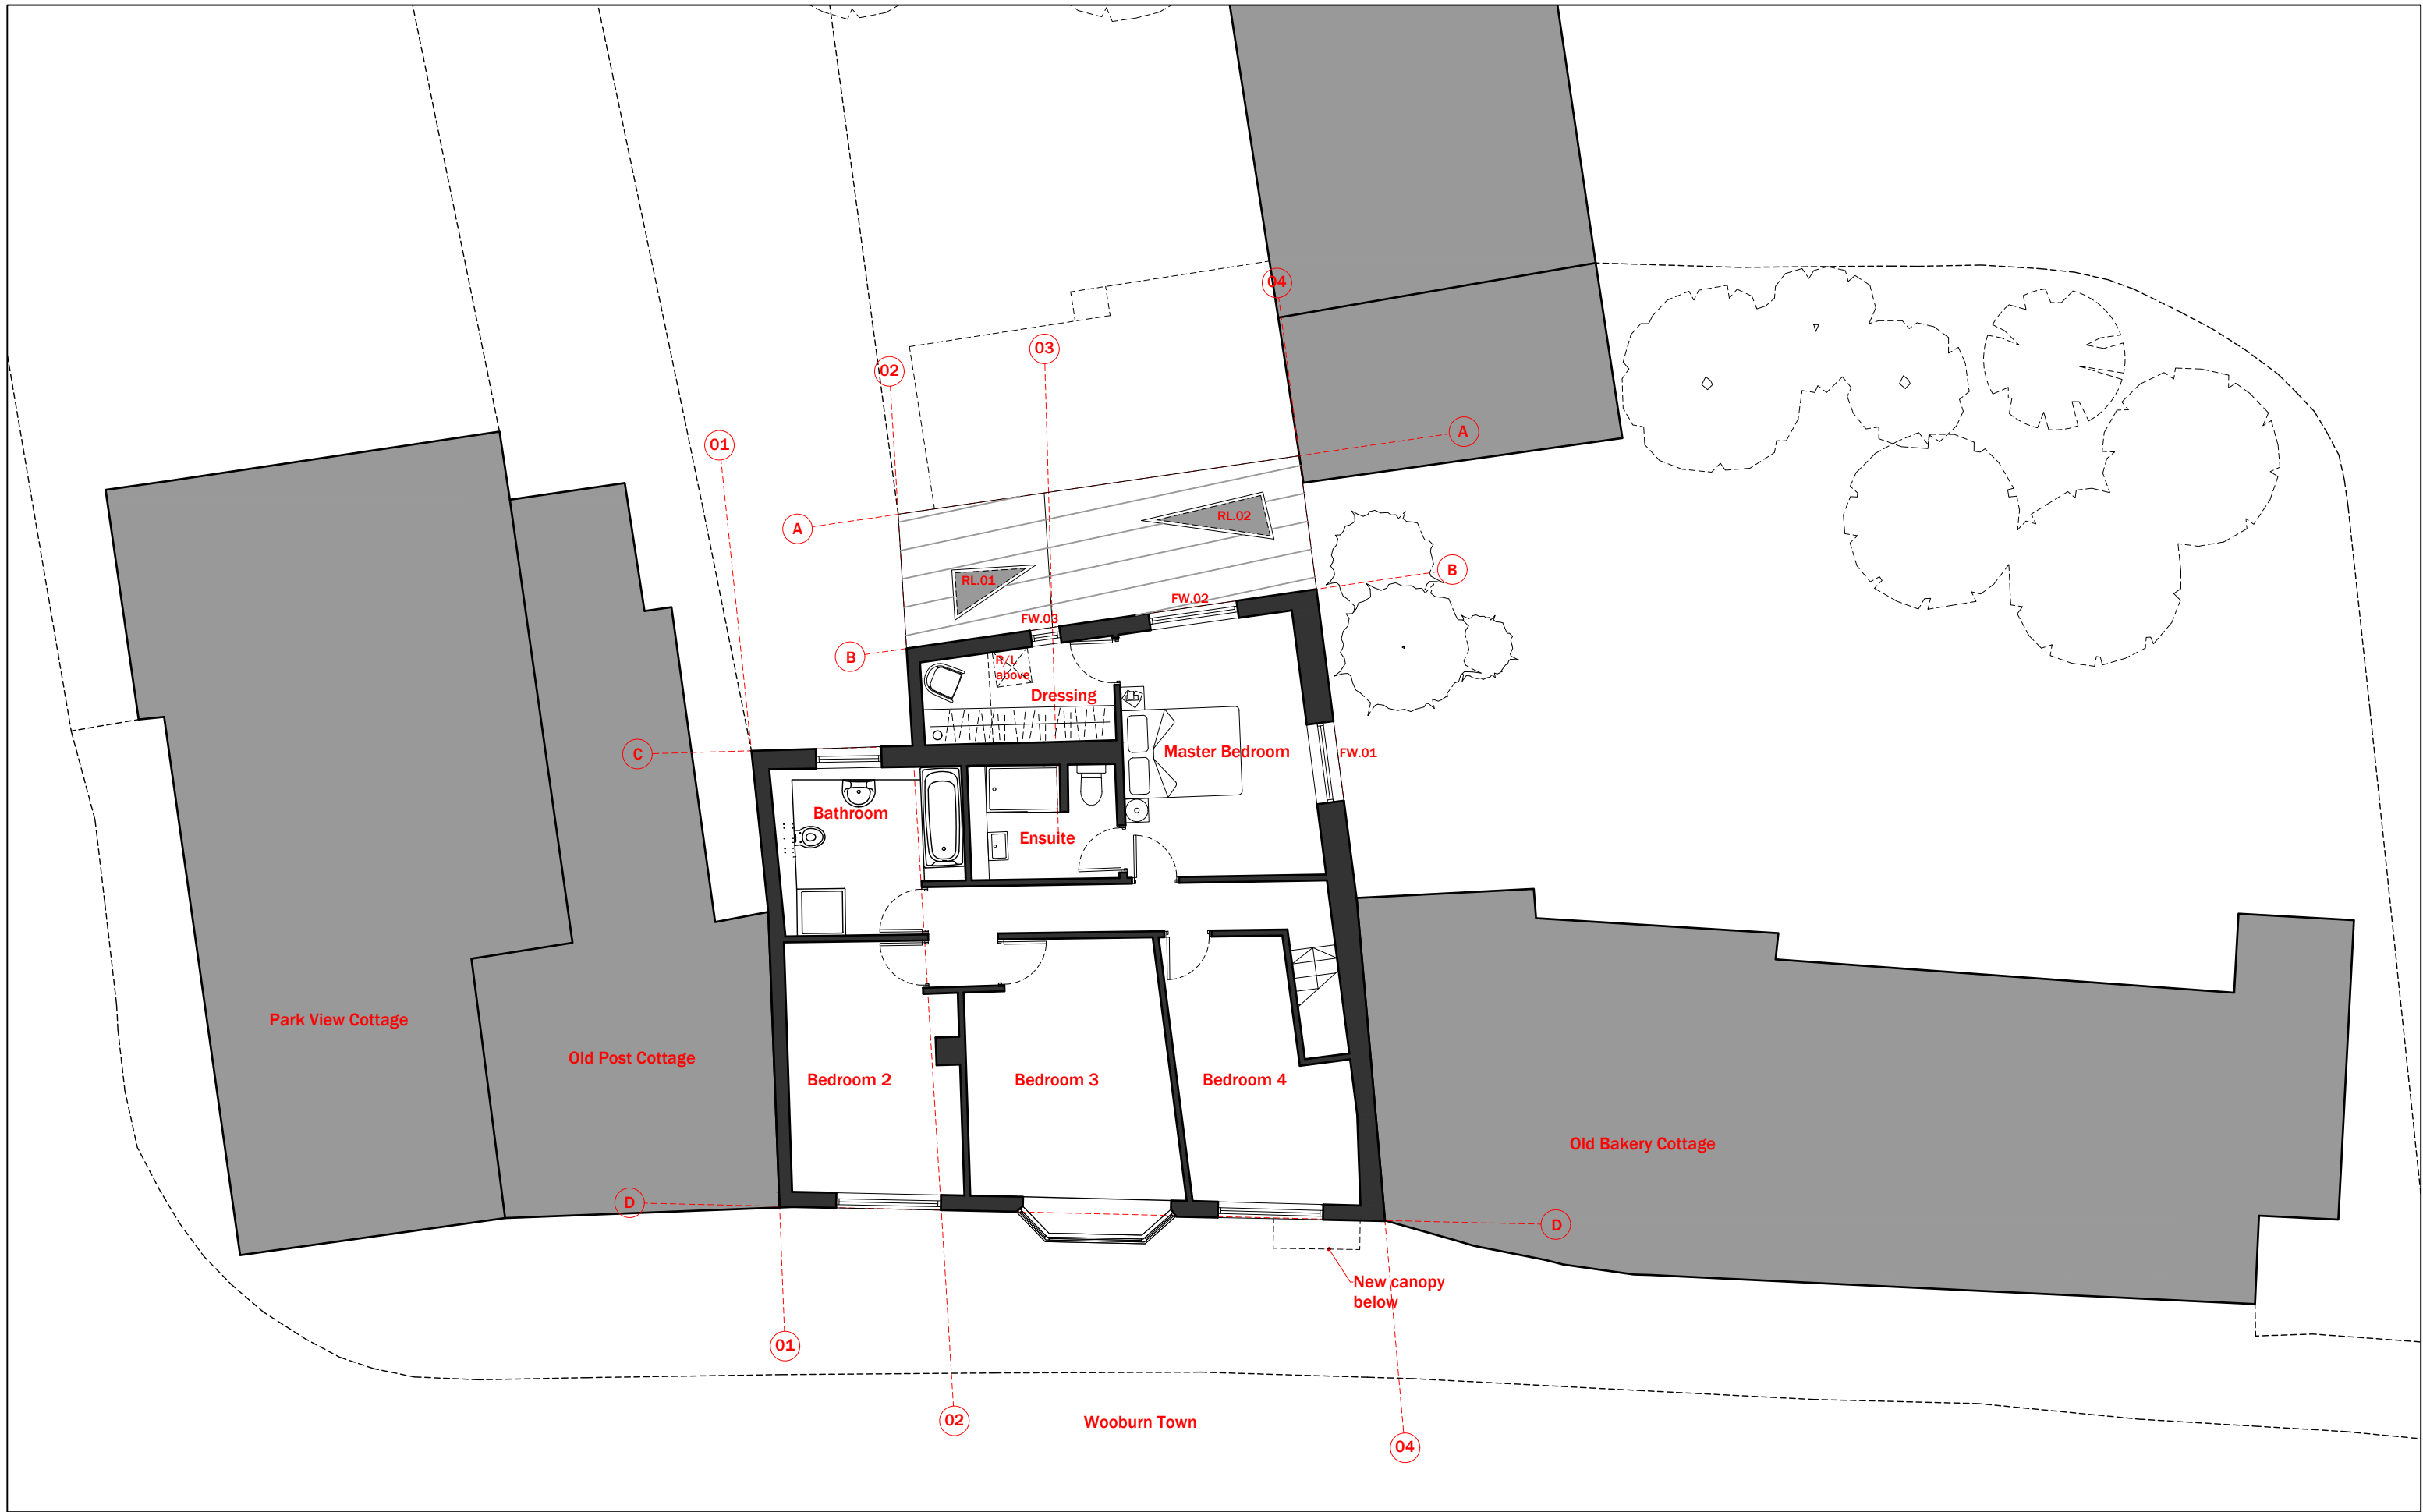 04
03
02
A
01
RL.02
A
B
RL.01
FW.02
FW.03
B
R/L
above
Dressing
C
Master Bedroom
FW.01
Bathroom
Ensuite
Park View Cottage
Old Post Cottage
Bedroom 2
Bedroom 3
Bedroom 4
Old Bakery Cottage
D
D
New canopy
below
01
02
Wooburn Town
04